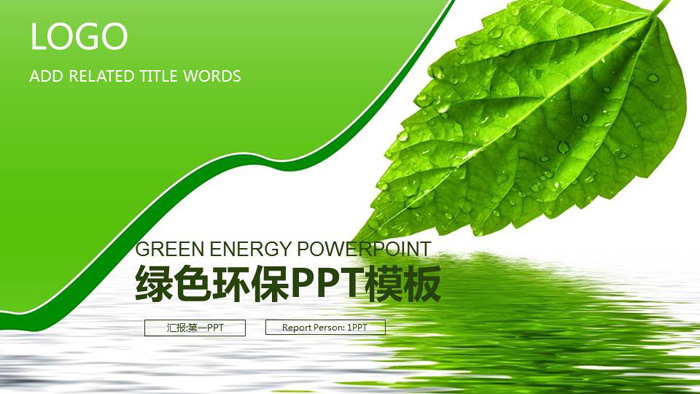 LOGO
ADD RELATED TITLE WORDS
GREEN ENERGY POWERPOINT
绿色环保PPT模板
汇报:第一PPT
Report Person: 1PPT